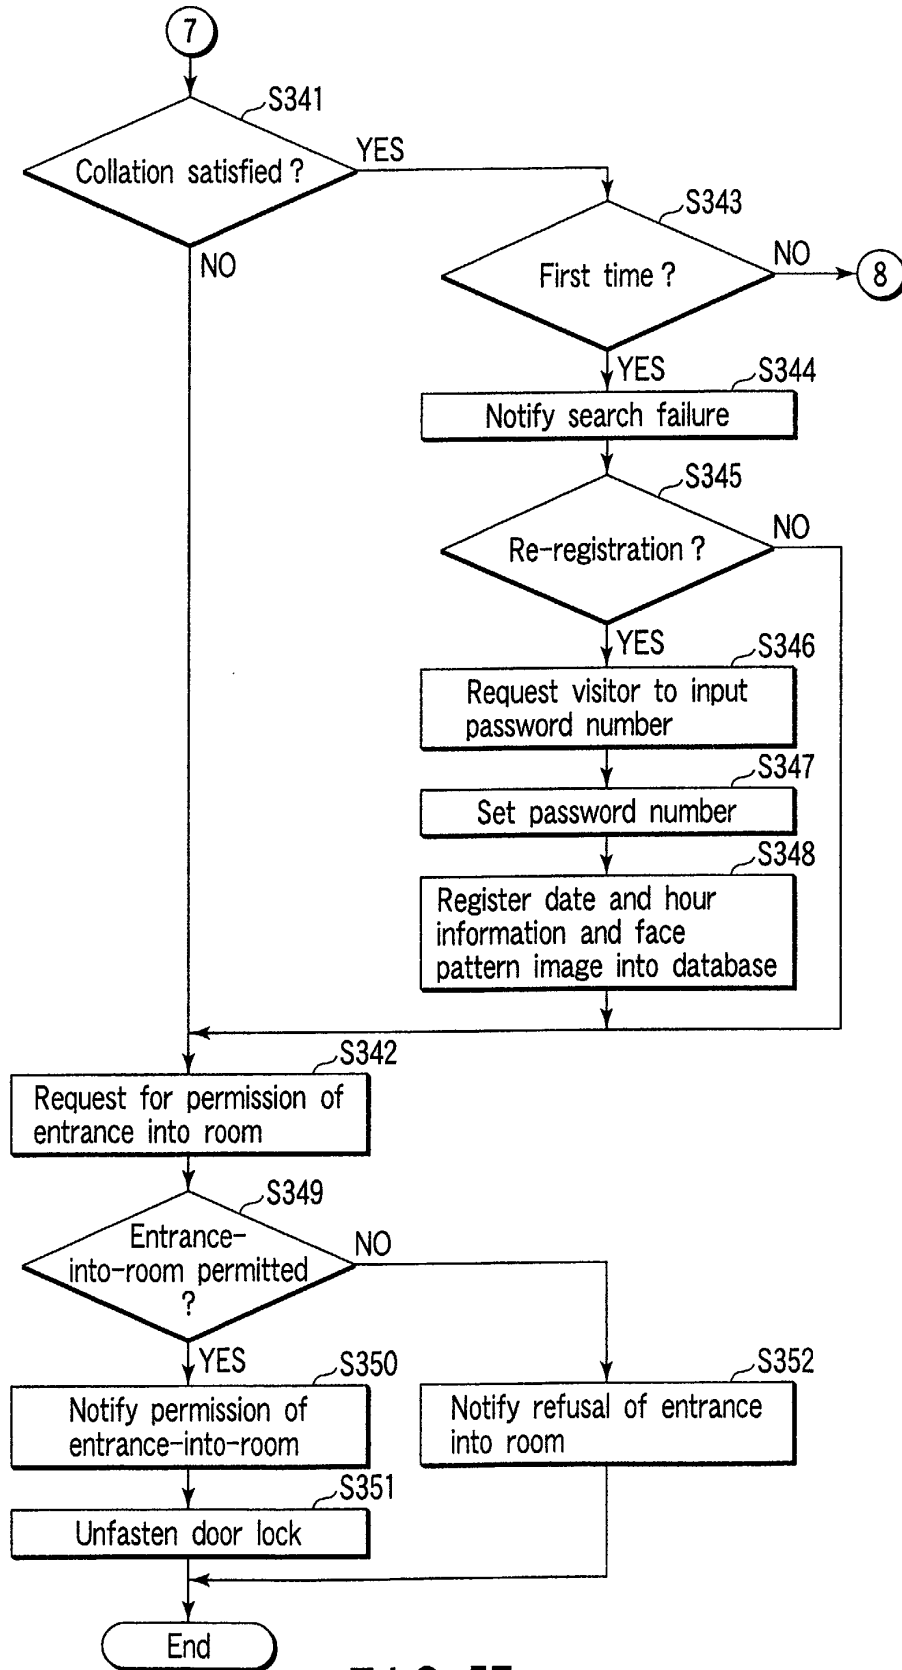 7
S341
Collation satisfied ?
YES
NO
S343
First time ?
NO
8
YES
S344
Notify search failure
S345
Re-registration ?
NO
YES
S346
Request visitor to input
password number
S347
Set password number
S348
Register date and hour
information and face
pattern image into database
S342
Request for permission of
entrance into room
S349
Entrance-
into-room permitted
?
NO
YES
S350
Notify permission of
entrance-into-room
S352
Notify refusal of entrance
into room
S351
Unfasten door lock
End